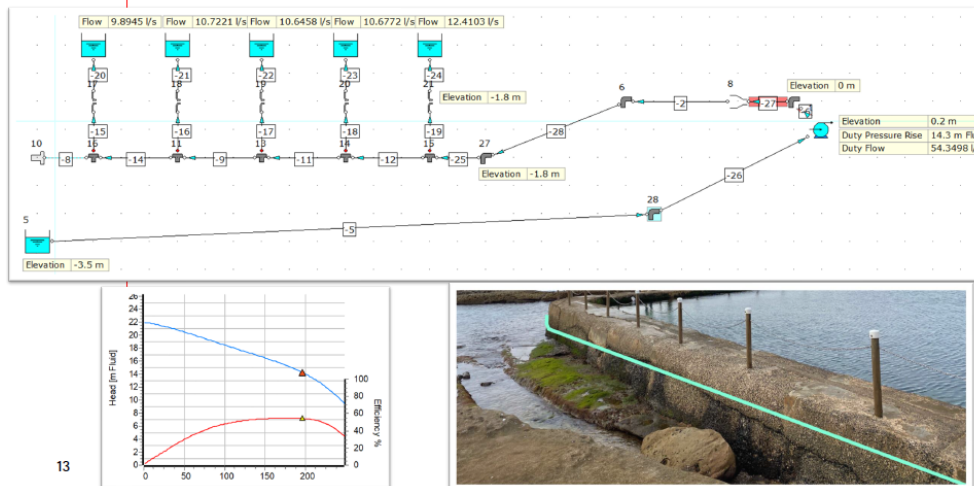 Flow 9.8945 l/s Flow 10.7221 l/s Flow 10.6458 l/s Flow 10.6772 l/s Flow 12.4103 l/s
-20 -21 -22 -23 -24
17 18 19 20 21
Elevation -1.8 m
6
8
Elevation 0 m
-2
-27
Elevation 0.2 m
Duty Pressure Rise 14.3 m
Duty Flow 54.3498
-15 -16 -17 -18 -19
-28
10 16 11 13 14 15 27
-8 -14 -9 -11 -12 -25
Elevation -1.8 m
-26
28
5
-5
Elevation -3.5 m
Head [m Fluid]
26
24
22
20
18
16
14
12
10
8
6
4
2
0
0 50 100 150 200
100
80
60
40
20
0
Efficiency %
13